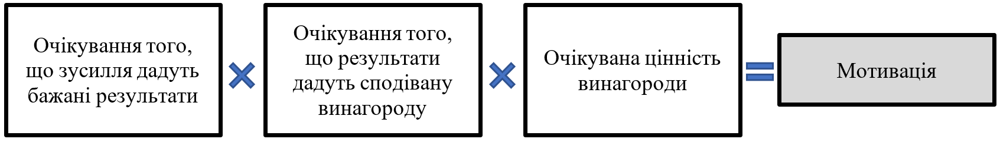 Очікування того,
що зусилля дадуть
бажані результати
Очікування того,
що результати
дадуть сподівану
винагороду
Очікувана цінність
винагороди
Мотивація